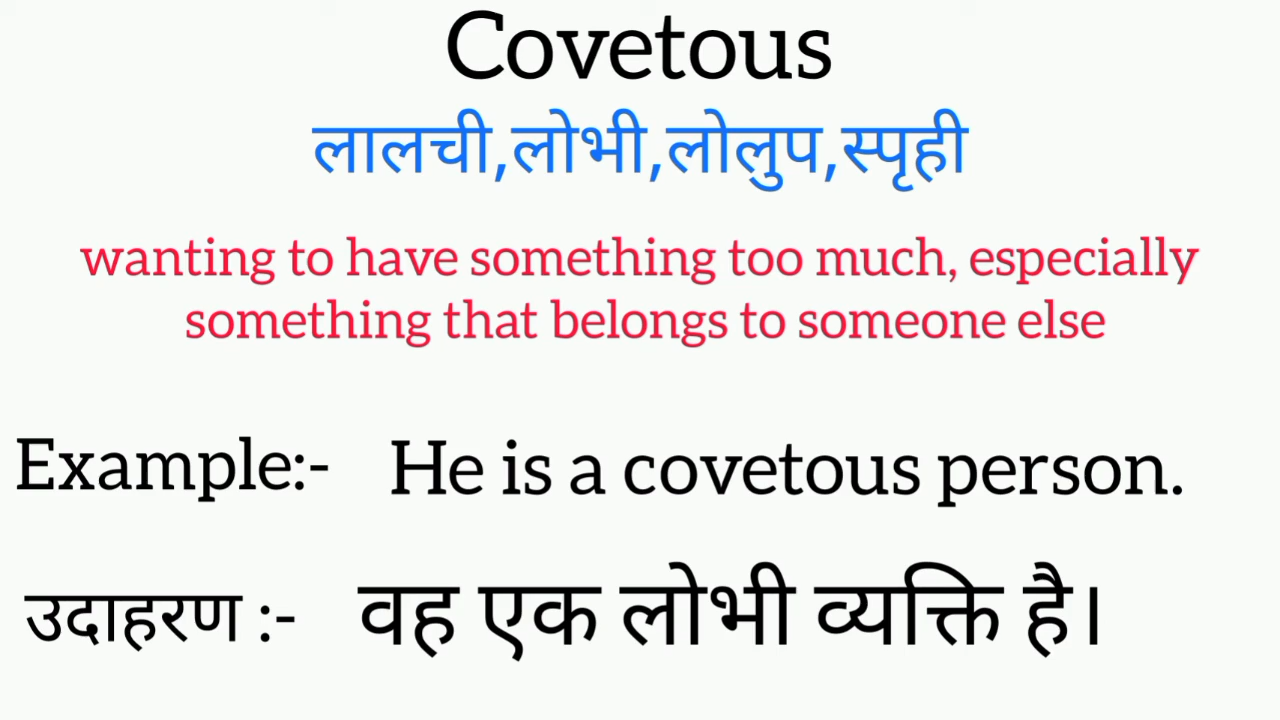 Covetous
लालची,लोभी,लोलुप,स्पृही
wanting to have something too much, especially
something that belongs to someone else
Example:- He is a covetous person.
उदाहरण :- वह एक लोभी व्यक्ति है।